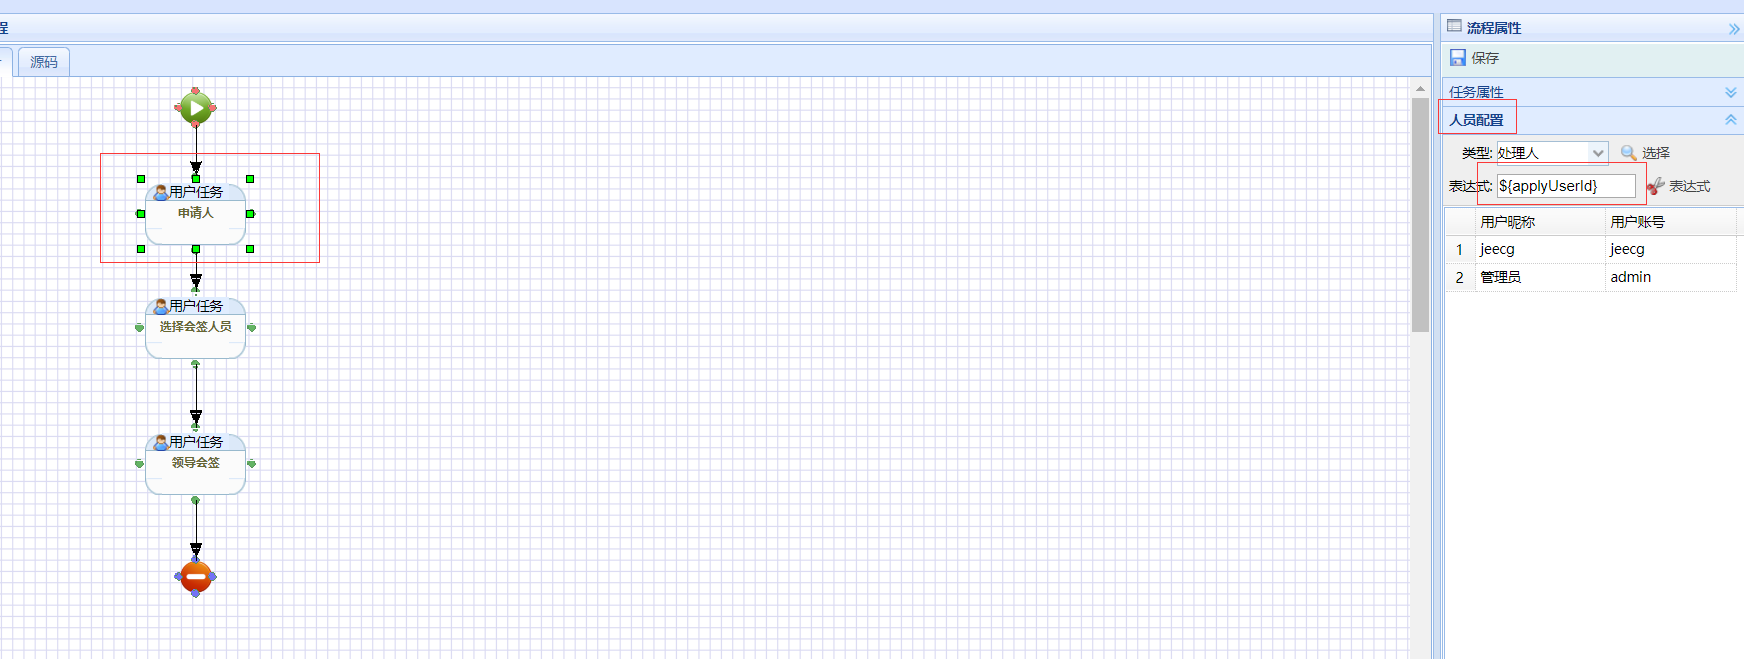 程
源码
用户任务
申请人
用户任务
选择会签人员
用户任务
领导会签
流程属性
保存
任务属性
人员配置
类型: 处理人 选择
表达式: ${applyUserId} 表达式
用户昵称 用户账号
1 jeecg jeecg
2 管理员 admin